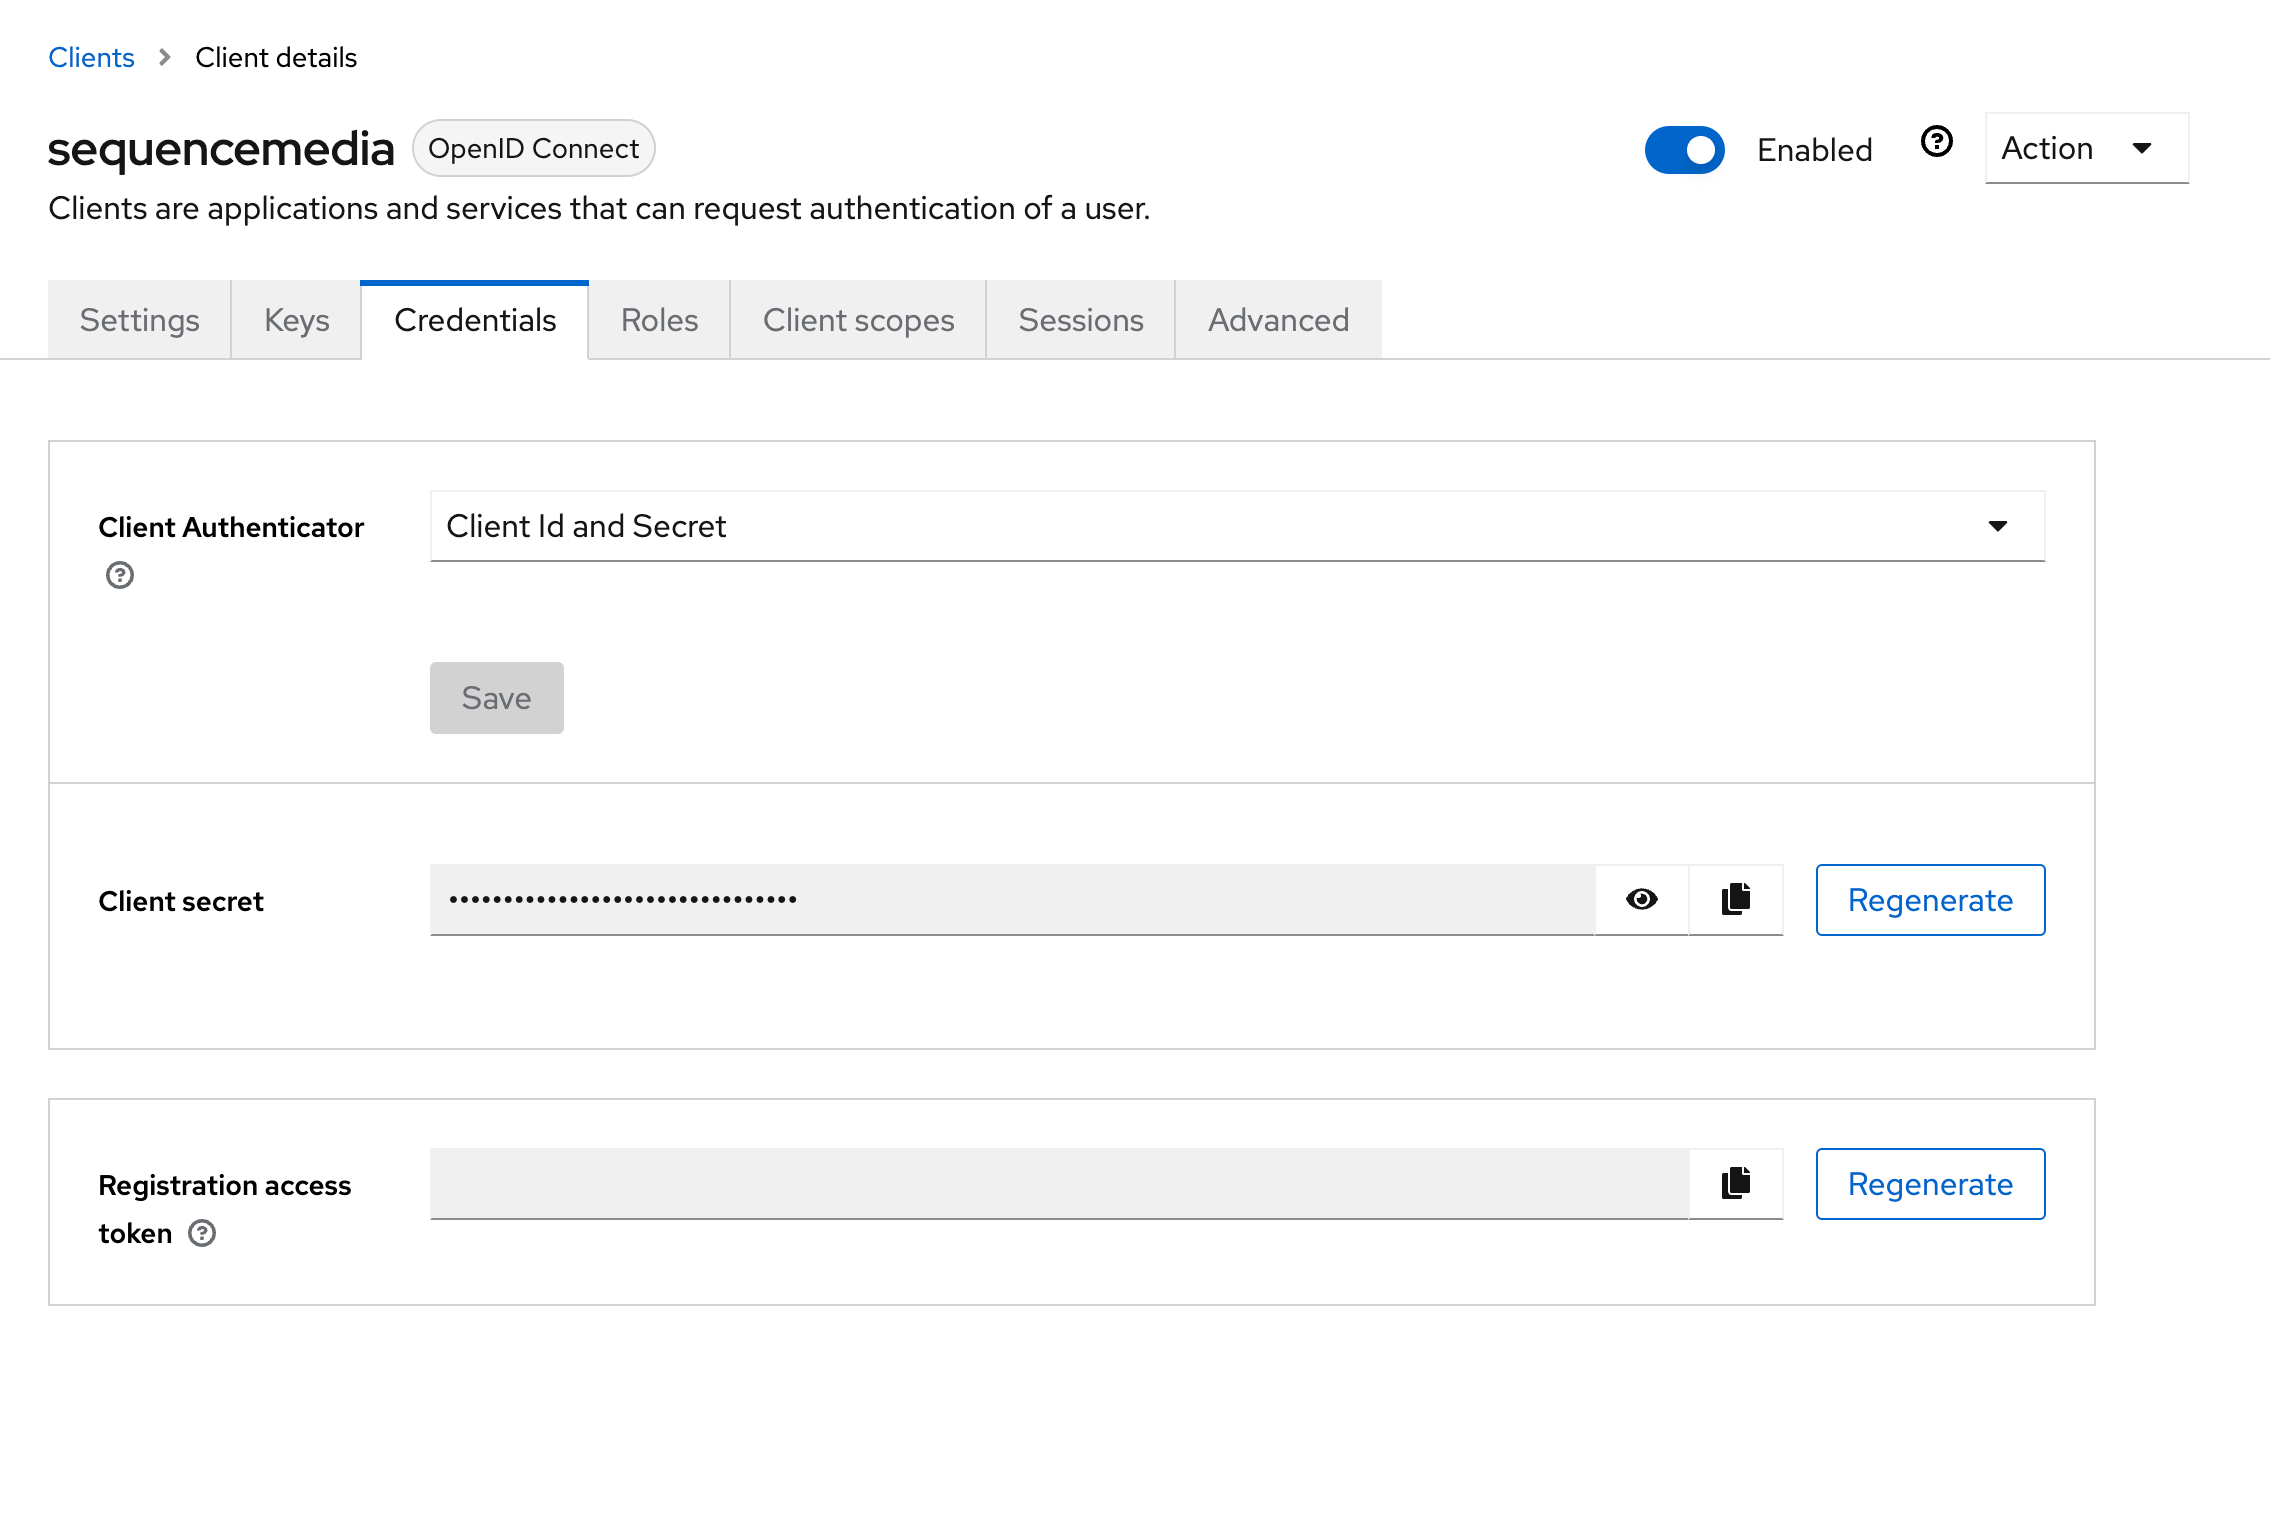 Clients > Client details
sequencemedia OpenID Connect
Enabled
Action
Clients are applications and services that can request authentication of a user.
Settings Keys Credentials Roles Client scopes Sessions Advanced
Client Authenticator
Client Id and Secret
Save
Client secret
••••••••••••••••••••••••••••••••
Regenerate
Registration access
token
Regenerate